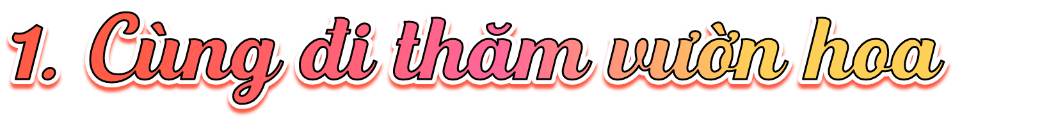 1. Cùng đi thăm vườn hoa